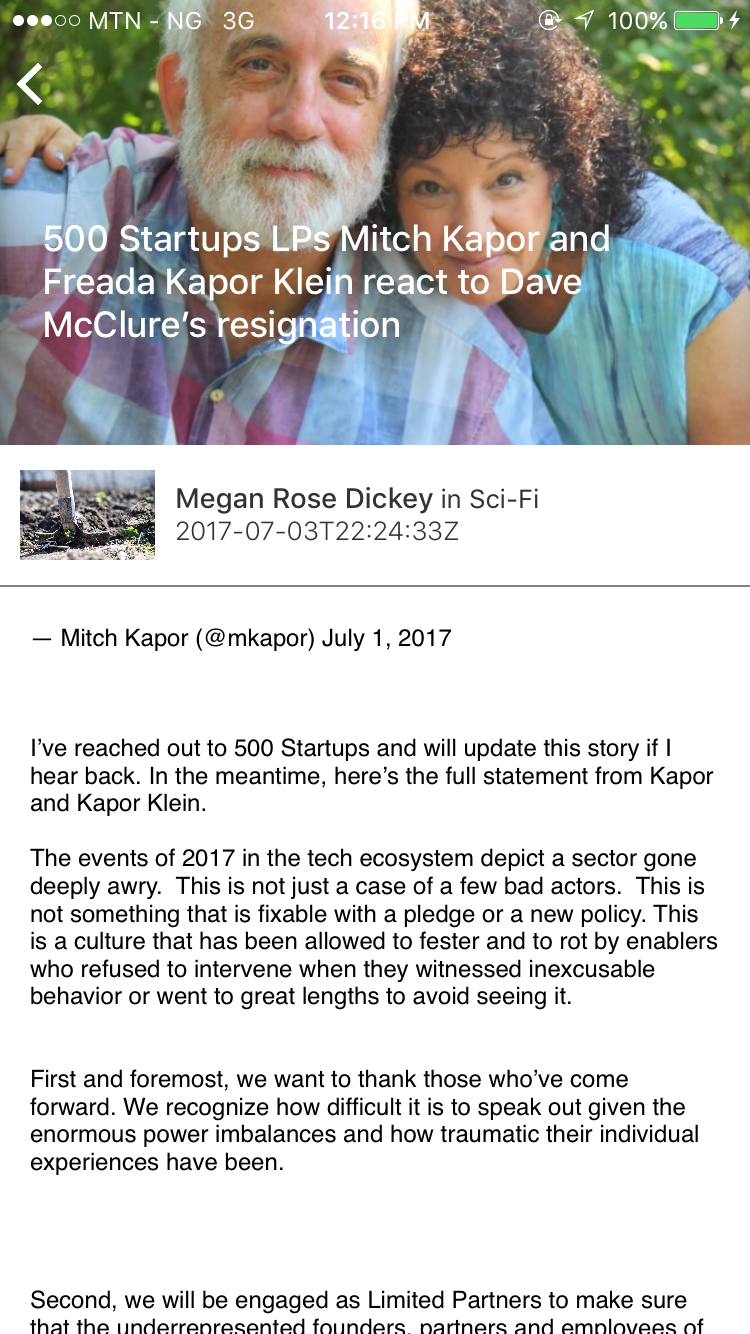 MTN - NG 3G 12:16 PM 100%
500 Startups LPs Mitch Kapor and
Freada Kapor Klein react to Dave
McClure’s resignation
Megan Rose Dickey in Sci-Fi
2017-07-03T22:24:33Z
— Mitch Kapor (@mkapor) July 1, 2017
I’ve reached out to 500 Startups and will update this story if I
hear back. In the meantime, here’s the full statement from Kapor
and Kapor Klein.
The events of 2017 in the tech ecosystem depict a sector gone
deeply awry.  This is not just a case of a few bad actors.  This is
not something that is fixable with a pledge or a new policy. This
is a culture that has been allowed to fester and to rot by enablers
who refused to intervene when they witnessed inexcusable
behavior or went to great lengths to avoid seeing it.
First and foremost, we want to thank those who’ve come
forward. We recognize how difficult it is to speak out given the
enormous power imbalances and how traumatic their individual
experiences have been.
Second, we will be engaged as Limited Partners to make sure
that the underrepresented founders, partners and employees of